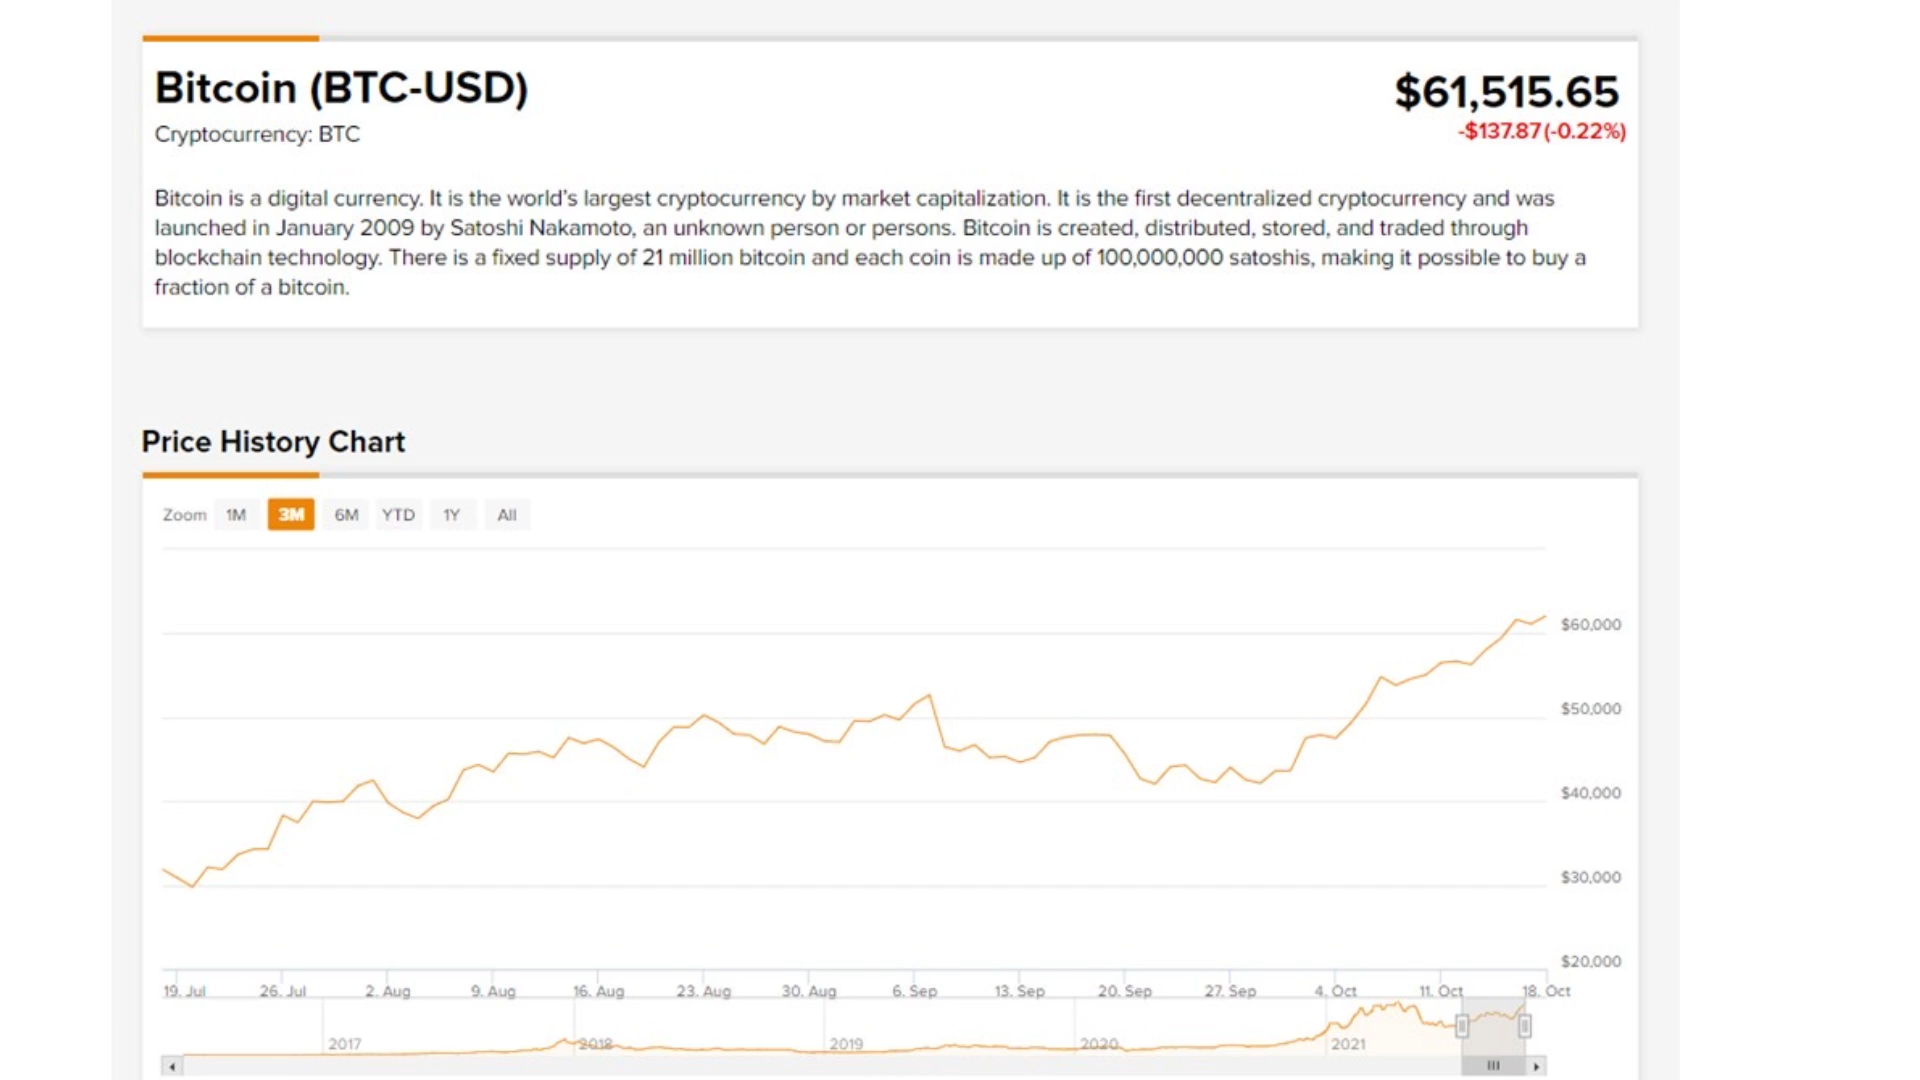 Bitcoin (BTC-USD)
$61,515.65
Cryptocurrency: BTC
-$137.87(-0.22%)
Bitcoin is a digital currency. It is the world's largest cryptocurrency by market capitalization. It is the first decentralized cryptocurrency and was
launched in January 2009 by Satoshi Nakamoto, an unknown person or persons. Bitcoin is created, distributed, stored, and traded through
blockchain technology. There is a fixed supply of 21 million bitcoin and each coin is made up of 100,000,000 satoshis, making it possible to buy a
fraction of a bitcoin.
Price History Chart
Zoom 1M 3M 6M YTD 1Y All
$60,000
$50,000
$40,000
$30,000
$20,000
19. Jul 26. Jul 2. Aug 9. Aug 16. Aug 23. Aug 30. Aug 6. Sep 13. Sep 20. Sep 27. Sep 4. Oct 11. Oct 18. Oct
2017 2018 2019 2020 2021